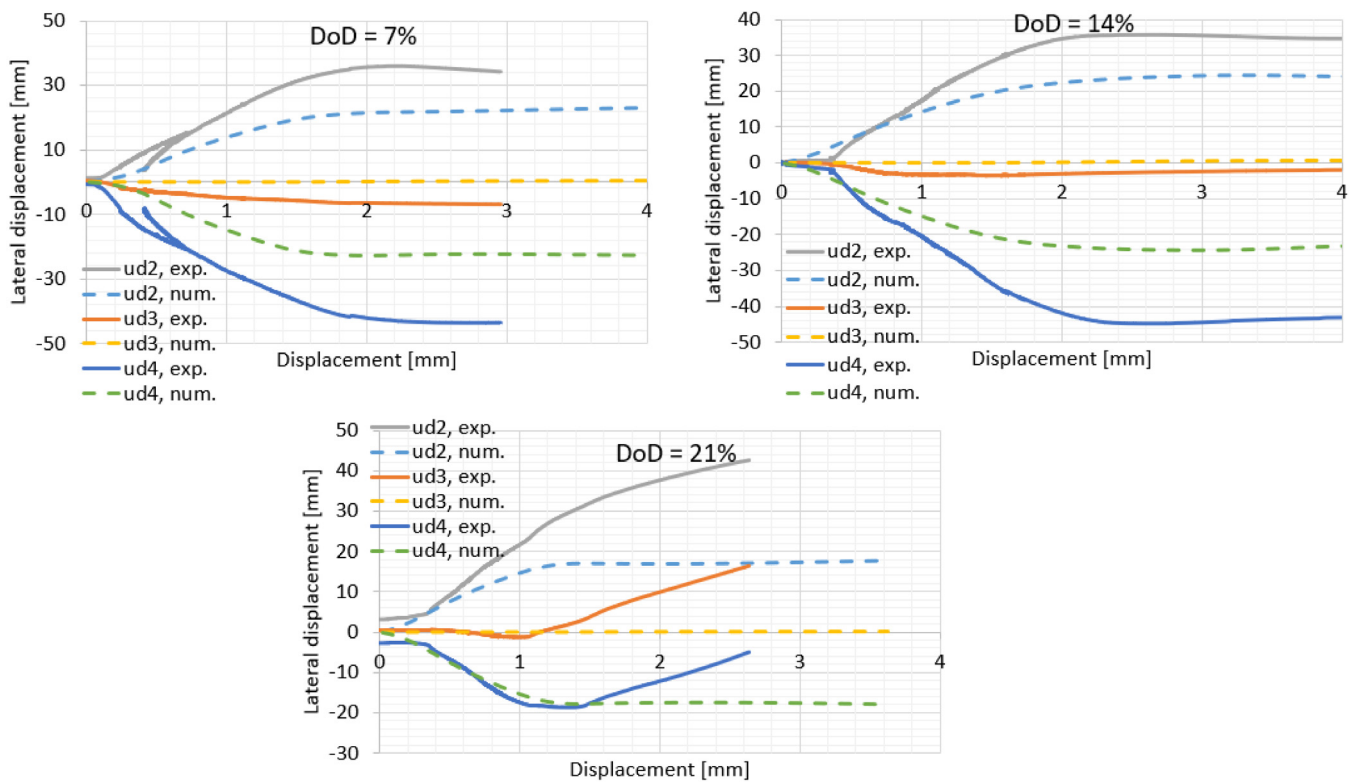 DoD = 7%
Lateral displacement [mm]
50
30
10
-10
-30
-50
0
1
2
3
4
Displacement [mm]
ud2, exp.
ud2, num.
ud3, exp.
ud3, num.
ud4, exp.
ud4, num.
DoD = 14%
Lateral displacement [mm]
40
30
20
10
0
-10
-20
-30
-40
-50
0
1
2
3
4
Displacement [mm]
ud2, exp.
ud2, num.
ud3, exp.
ud3, num.
ud4, exp.
ud4, num.
DoD = 21%
Lateral displacement [mm]
50
40
30
20
10
0
-10
-20
-30
0
1
2
3
4
Displacement [mm]
ud2, exp.
ud2, num.
ud3, exp.
ud3, num.
ud4, exp.
ud4, num.